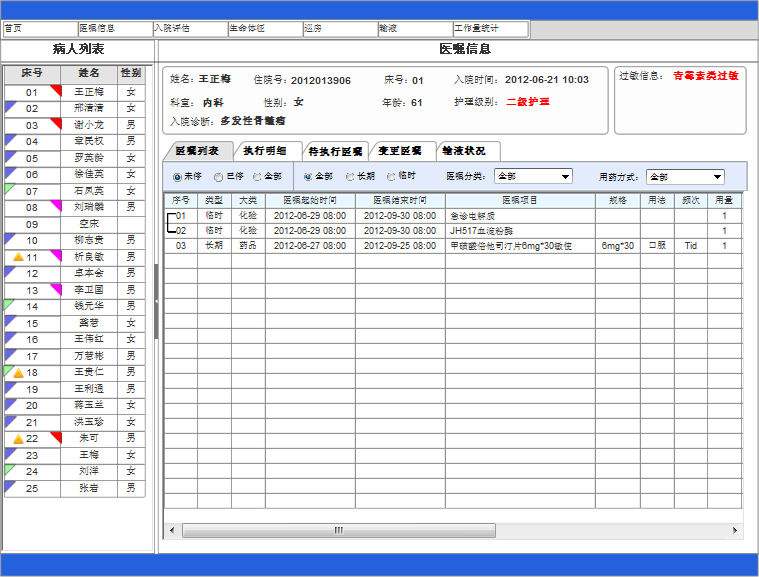 首页 医嘱信息 入院评估 生命体征 巡房 输液 工作量统计
病人列表
床号 姓名 性别
01 王正梅 女
02 邢清清 女
03 谢小龙 男
04 章民权 男
05 罗英龄 女
06 徐佳英 女
07 石凤英 女
08 刘瑞麟 男
09 空床
10 柳志贵 男
11 析良敏 男
12 卓本会 男
13 李卫国 男
14 钱元华 男
15 龚慧 女
16 王伟红 女
17 万慧彬 男
18 王贵仁 男
19 王利通 男
20 蒋玉兰 女
21 洪玉珍 女
22 朱可 男
23 王梅 女
24 刘洋 女
25 张岩 男
医嘱信息
姓名: 王正梅 住院号: 2012013906 床号: 01 入院时间: 2012-06-21 10:03
科室: 内科 性别: 女 年龄: 61 护理级别: 二级护理
入院诊断: 多发性骨髓瘤
过敏信息: 青霉素类过敏
医嘱列表 执行明细 待执行医嘱 变更医嘱 输液状况
未停 已停 全部 全部 长期 临时 医嘱分类: 全部 用药方式: 全部
序号 类型 大类 医嘱起始时间 医嘱结束时间 医嘱项目 规格 用法 频次 用量
01 临时 化验 2012-06-29 08:00 2012-09-30 08:00 急诊电解质 1
02 临时 化验 2012-06-29 08:00 2012-09-30 08:00 JH517血淀粉酶 1
03 长期 药品 2012-06-27 08:00 2012-09-25 08:00 甲磺酸倍他司汀片6mg*30敏使 6mg*30 口服 Tid 1